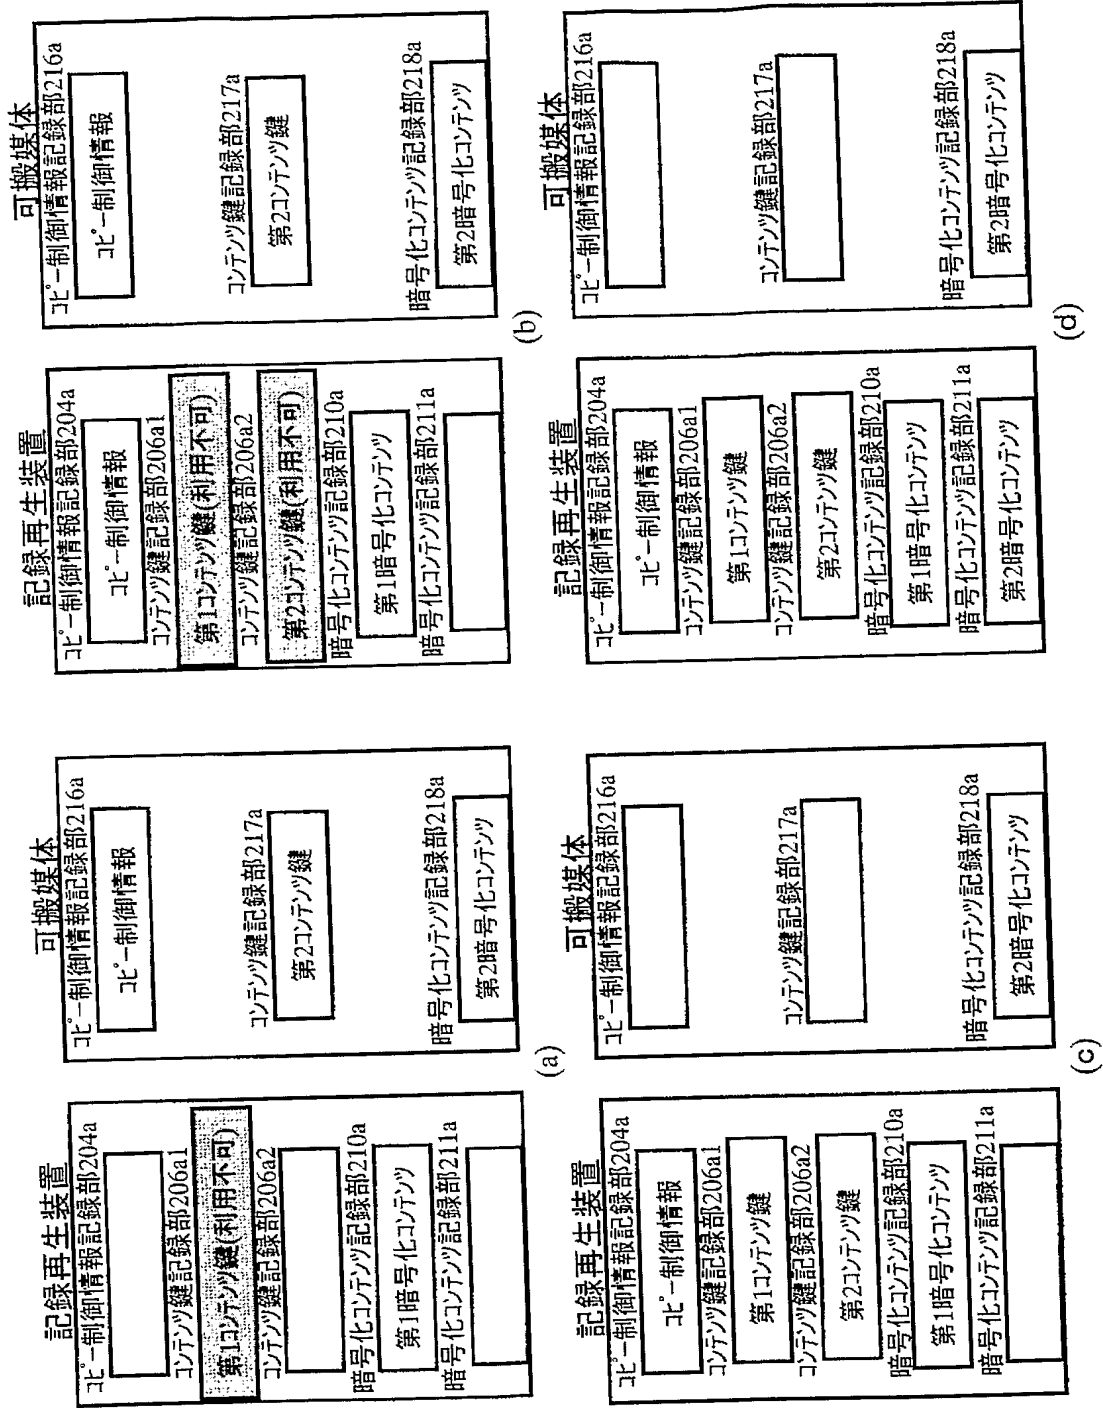 記録再生装置
コピー制御情報記録部204a
コンテンツ鍵記録部206a1
第1コンテンツ鍵(利用不可)
コンテンツ鍵記録部206a2
暗号化コンテンツ記録部210a
第1暗号化コンテンツ
暗号化コンテンツ記録部211a
可搬媒体
コピー制御情報記録部216a
コピー制御情報
コンテンツ鍵記録部217a
第2コンテンツ鍵
暗号化コンテンツ記録部218a
第2暗号化コンテンツ
(a)
記録再生装置
コピー制御情報記録部204a
コピー制御情報
コンテンツ鍵記録部206a1
第1コンテンツ鍵(利用不可)
コンテンツ鍵記録部206a2
第2コンテンツ鍵(利用不可)
暗号化コンテンツ記録部210a
第1暗号化コンテンツ
暗号化コンテンツ記録部211a
可搬媒体
コピー制御情報記録部216a
コピー制御情報
コンテンツ鍵記録部217a
第2コンテンツ鍵
暗号化コンテンツ記録部218a
第2暗号化コンテンツ
(b)
記録再生装置
コピー制御情報記録部204a
コピー制御情報
コンテンツ鍵記録部206a1
第1コンテンツ鍵
コンテンツ鍵記録部206a2
第2コンテンツ鍵
暗号化コンテンツ記録部210a
第1暗号化コンテンツ
暗号化コンテンツ記録部211a
可搬媒体
コピー制御情報記録部216a
コンテンツ鍵記録部217a
暗号化コンテンツ記録部218a
第2暗号化コンテンツ
(c)
記録再生装置
コピー制御情報記録部204a
コピー制御情報
コンテンツ鍵記録部206a1
第1コンテンツ鍵
コンテンツ鍵記録部206a2
第2コンテンツ鍵
暗号化コンテンツ記録部210a
第1暗号化コンテンツ
暗号化コンテンツ記録部211a
第2暗号化コンテンツ
可搬媒体
コピー制御情報記録部216a
コンテンツ鍵記録部217a
暗号化コンテンツ記録部218a
第2暗号化コンテンツ
(d)